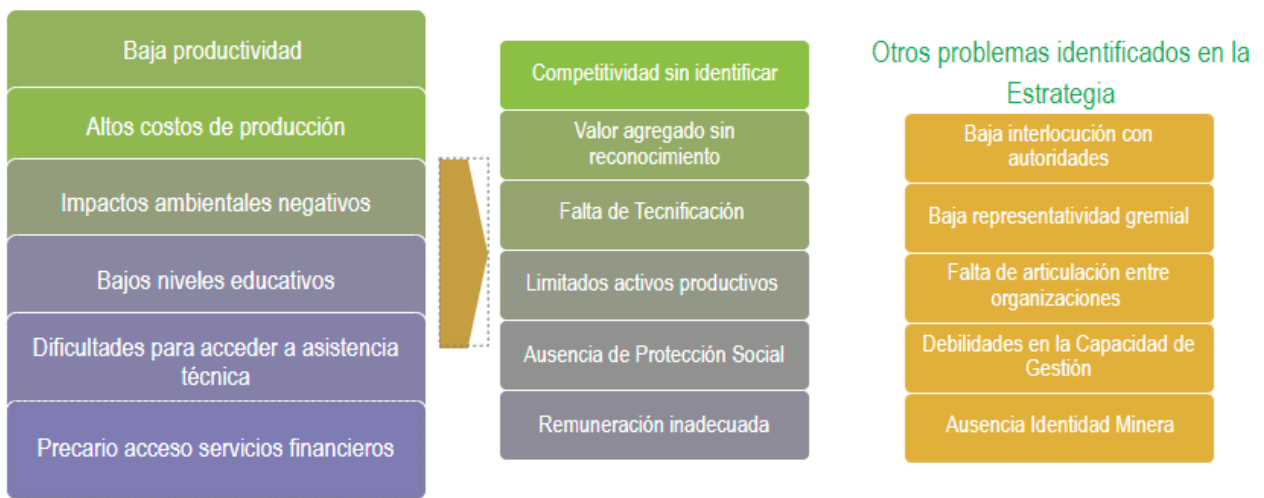 Baja productividad
Altos costos de producción
Impactos ambientales negativos
Bajos niveles educativos
Dificultades para acceder a asistencia
técnica
Precario acceso servicios financieros
Competitividad sin identificar
Valor agregado sin
reconocimiento
Falta de Tecnificación
Limitados activos productivos
Ausencia de Protección Social
Remuneración inadecuada
Otros problemas identificados en la
Estrategia
Baja interlocución con
autoridades
Baja representatividad gremial
Falta de articulación entre
organizaciones
Debilidades en la Capacidad de
Gestión
Ausencia Identidad Minera